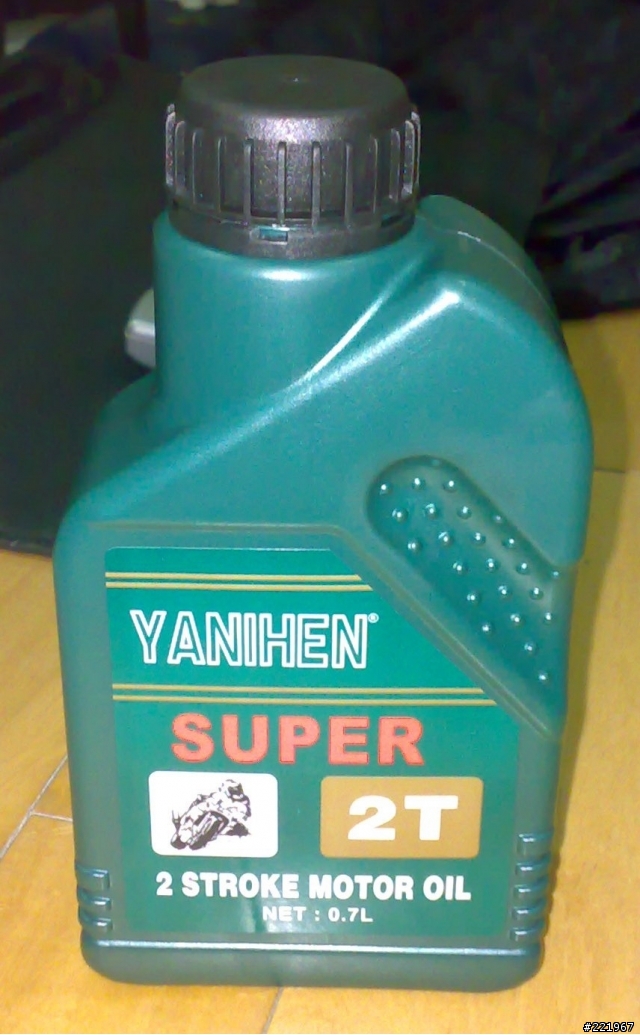 YANIHEN®
SUPER
2T
2 STROKE MOTOR OIL
NET : 0.7L
#221967